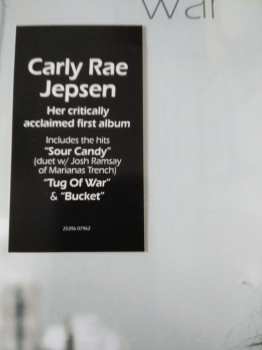 War
Carly Rae
Jepsen
Her critically
acclaimed first album
Includes the hits
"Sour Candy"
(duet w/ Josh Ramsay
of Marianas Trench)
"Tug Of War"
& "Bucket"